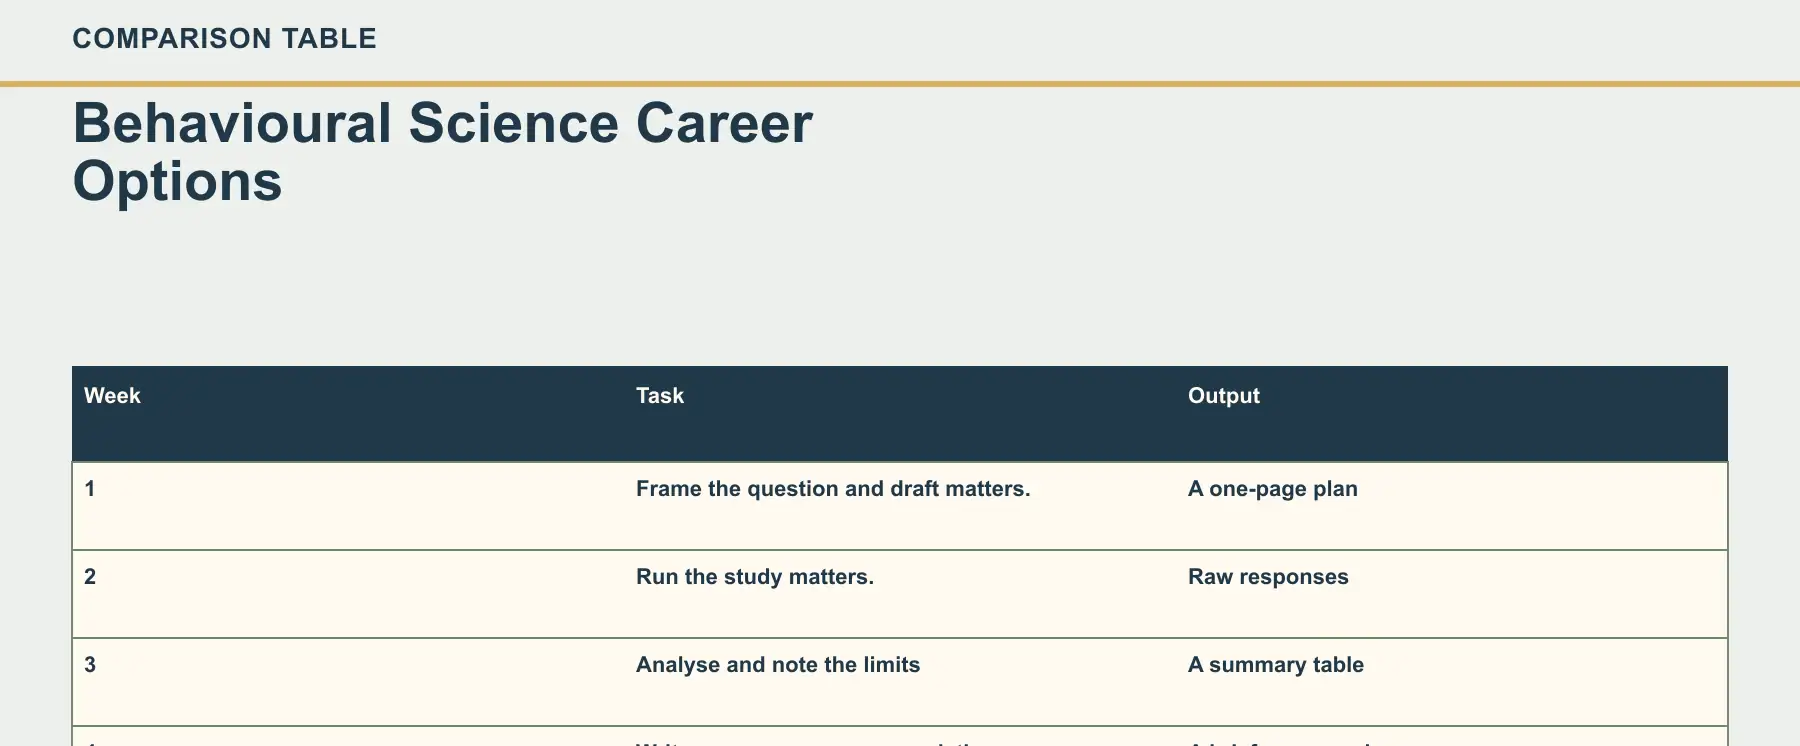 COMPARISON TABLE
Behavioural Science Career
Options
Week Task Output
1 Frame the question and draft matters. A one-page plan
2 Run the study matters. Raw responses
3 Analyse and note the limits A summary table